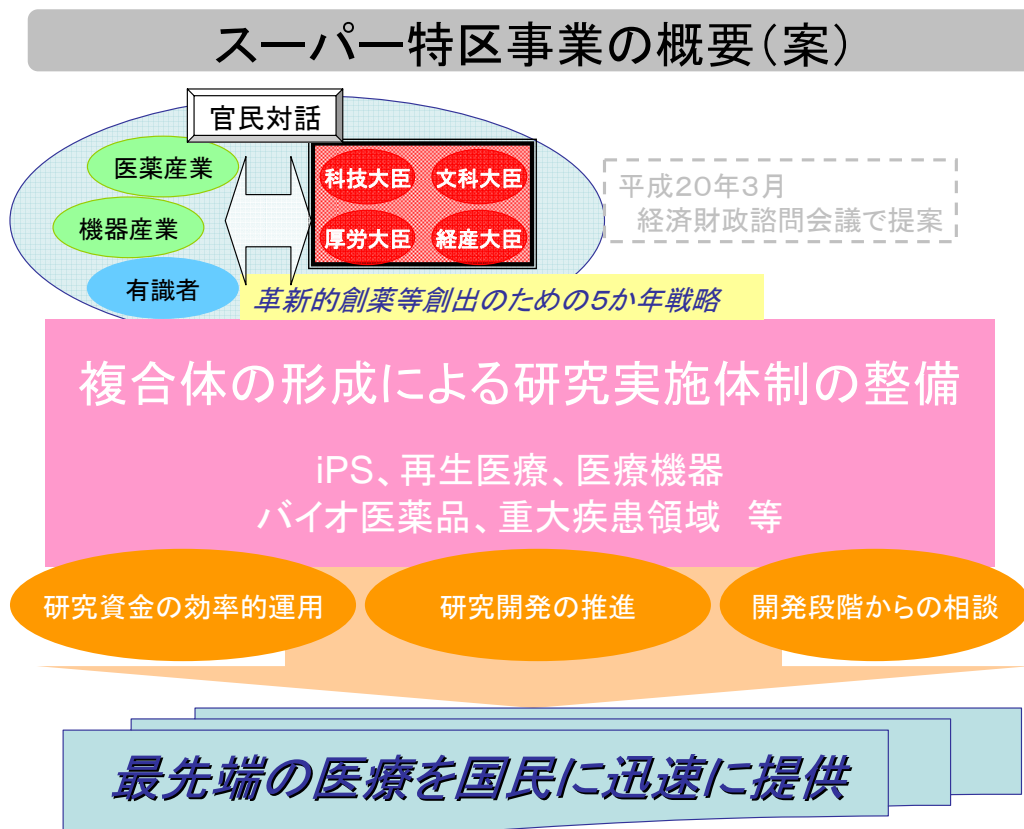 スーパー特区事業の概要（案）
官民対話
医薬産業
機器産業
有識者
科技大臣
文科大臣
厚労大臣
経産大臣
平成２０年３月
経済財政諮問会議で提案
革新的創薬等創出のための５か年戦略
複合体の形成による研究実施体制の整備
iPS、再生医療、医療機器
バイオ医薬品、重大疾患領域　等
研究資金の効率的運用
研究開発の推進
開発段階からの相談
最先端の医療を国民に迅速に提供